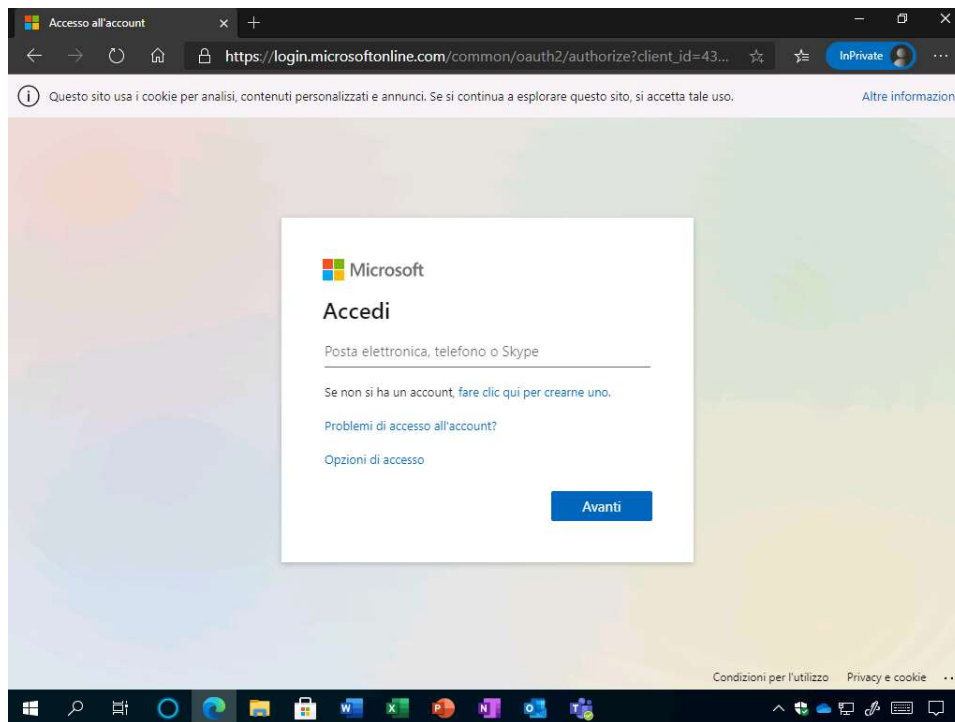 Accesso all'account
https://login.microsoftonline.com/common/oauth2/authorize?client_id=43...
InPrivate
Questo sito usa i cookie per analisi, contenuti personalizzati e annunci. Se si continua a esplorare questo sito, si accetta tale uso.
Altre informazion
Microsoft
Accedi
Posta elettronica, telefono o Skype
Se non si ha un account, fare clic qui per crearne uno.
Problemi di accesso all'account?
Opzioni di accesso
Avanti
Condizioni per l'utilizzo Privacy e cookie